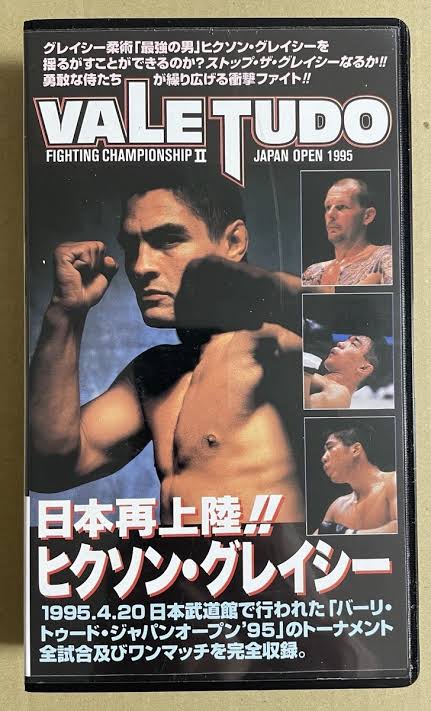 グレイシー柔術「最強の男」ヒクソン・グレイシーを
揺るがすことができるのか?ストップ・ザ・グレイシーなるか!!
勇敢な侍たち が繰り広げる衝撃ファイト!!
VALE TUDO
FIGHTING CHAMPIONSHIP II JAPAN OPEN 1995
日本再上陸!!
ヒクソン・グレイシー
1995.4.20 日本武道館で行われた「バーリ・
トゥード・ジャパンオープン'95」のトーナメント
全試合及びワンマッチを完全収録。